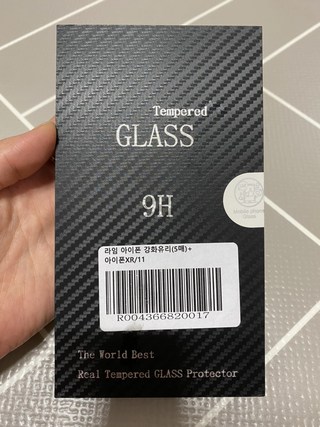 Tempered
GLASS
9H
라임 아이폰 강화유리(5매)+
아이폰XR/11
R004366820017
The World Best
Real Tempered GLASS Protector